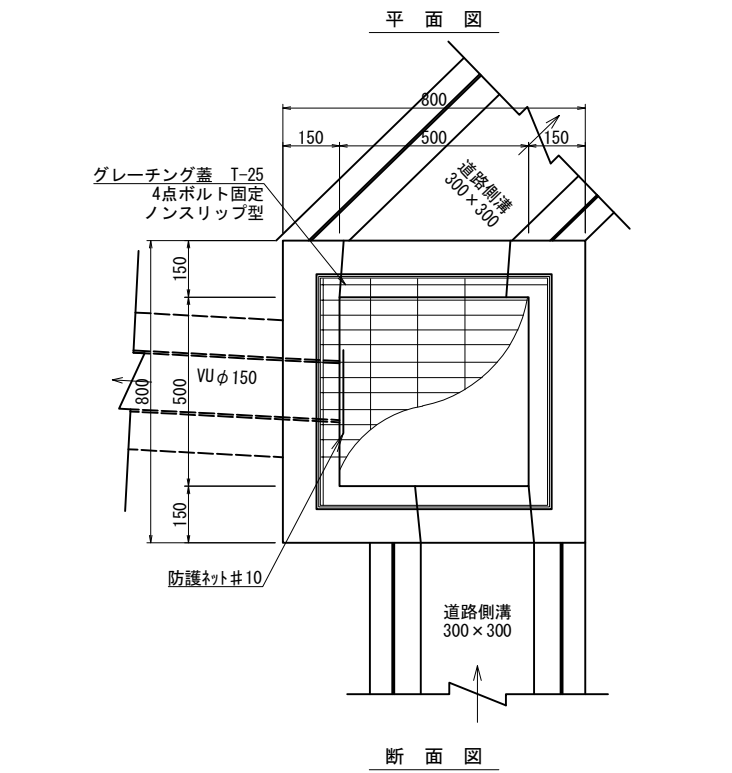 平 面 図
800
150
500
150
道路側溝
300×300
グレーチング蓋 T-25
4点ボルト固定
ノンスリップ型
150
800
500
VUφ150
150
防護ネット#10
道路側溝
300×300
断 面 図